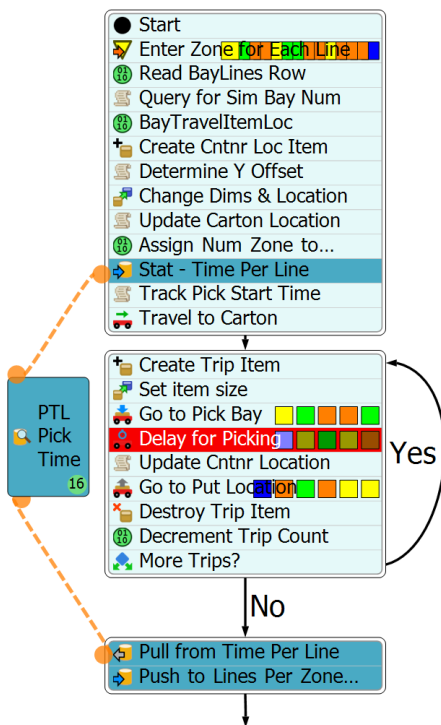 Start
Enter Zone for Each Line
Read BayLines Row
Query for Sim Bay Num
BayTravelItemLoc
Create Cntnr Loc Item
Determine Y Offset
Change Dims & Location
Update Carton Location
Assign Num Zone to...
Stat - Time Per Line
Track Pick Start Time
Travel to Carton
Create Trip Item
Set item size
Go to Pick Bay
Delay for Picking
Update Cntnr Location
Go to Put Location
Destroy Trip Item
Decrement Trip Count
More Trips?
Yes
PTL
Pick
Time
16
No
Pull from Time Per Line
Push to Lines Per Zone...